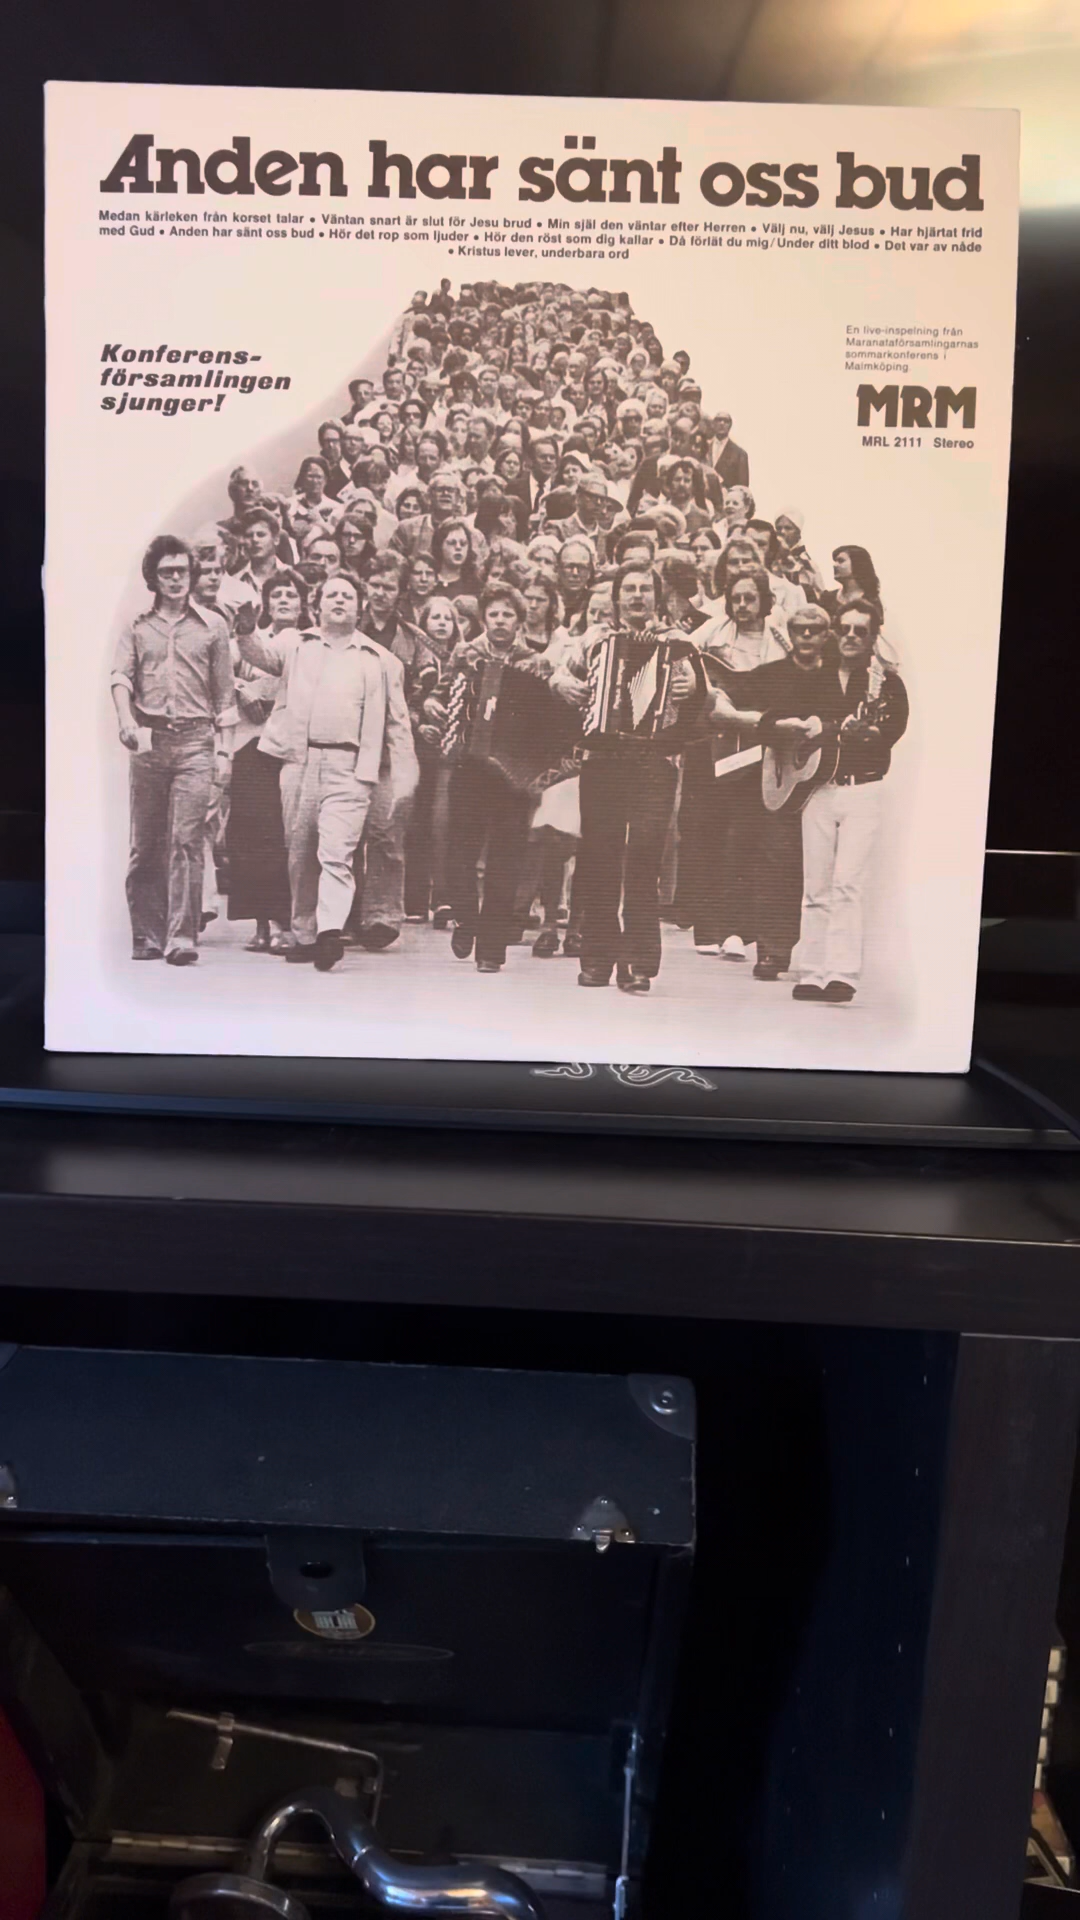 Anden har sänt oss bud
Medan kärleken från korset talar • Väntan snart är slut för Jesu brud • Min själ den väntar efter Herren • Välj nu, välj Jesus • Har hjärtat frid
med Gud • Anden har sänt oss bud • Hör det rop som ljuder • Hör den röst som dig kallar • Då förlåt du mig/Under ditt blod • Det var av nåde
• Kristus lever, underbara ord
Konferens-
församlingen
sjunger!
En live-inspelning från
Maranataförsamlingarnas
sommarkonferens i
Malmköping.
MRM
MRL 2111 Stereo